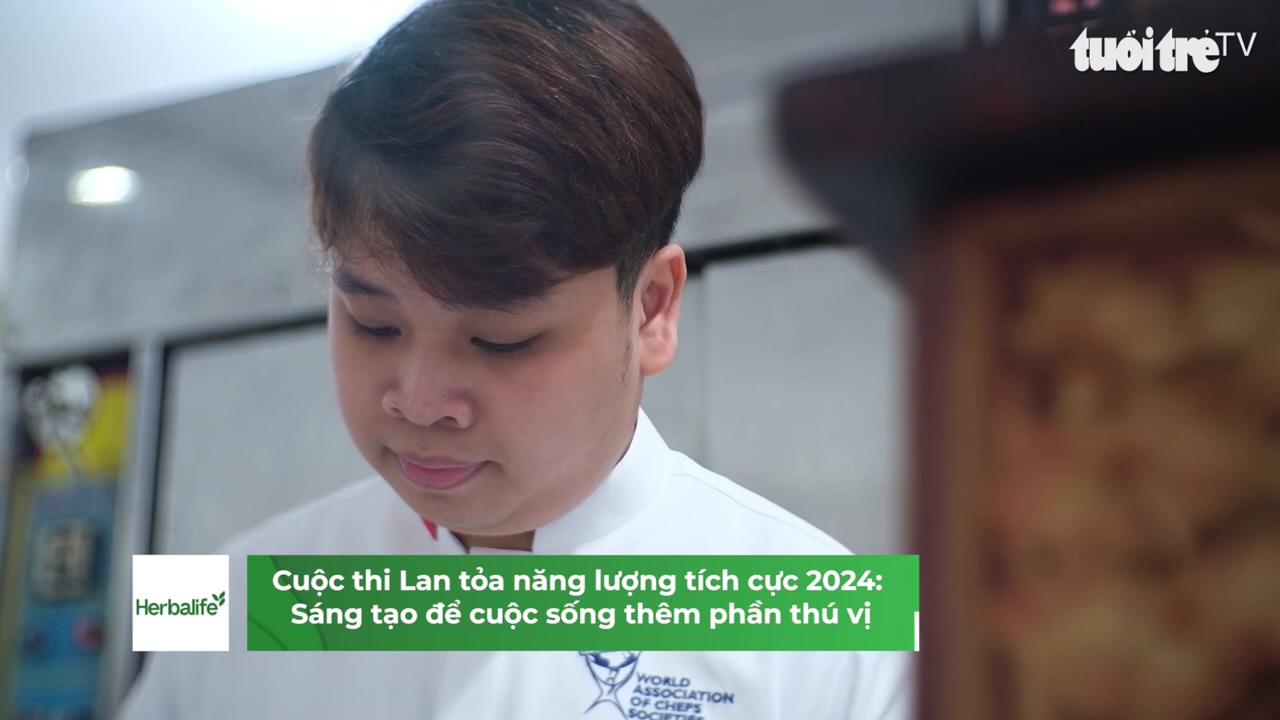 tuổi trẻ TV
Cuộc thi Lan tỏa năng lượng tích cực 2024:
Herbalife
Sáng tạo để cuộc sống thêm phần thú vị
WORLD
ASSOCIATION
OF CHEFS
SOCIETIES